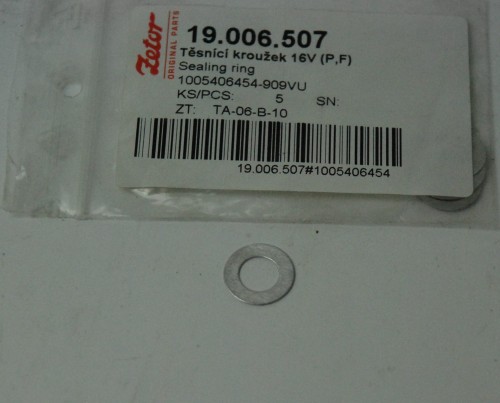 Zetor
ORIGINAL PARTS
19.006.507
Těsnící kroužek 16V (P,F)
Sealing ring
1005406454-909VU
KS/PCS: 5 SN:
ZT: TA-06-B-10
19.006.507#1005406454